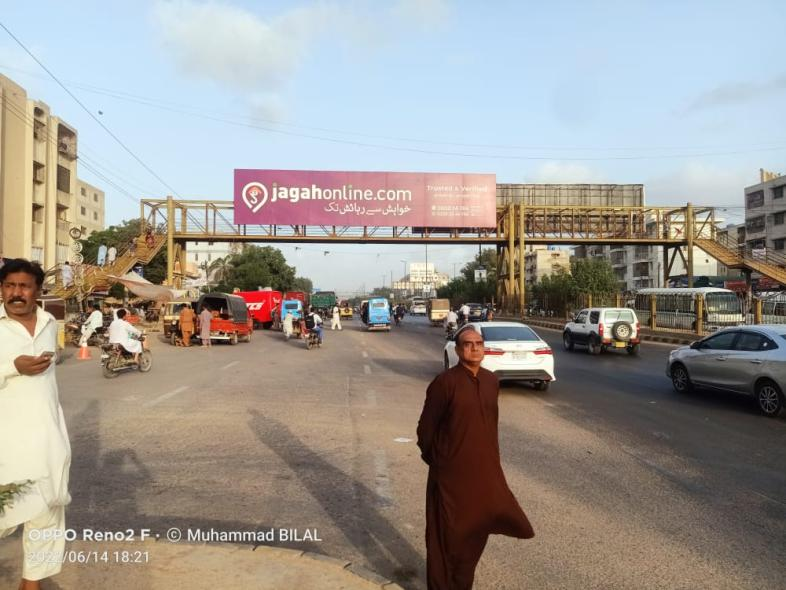 jagahonline.com
خواہش سے رہائش تک
Trusted & Verified
OPPO Reno2 F · © Muhammad BILAL
2022/06/14 18:21